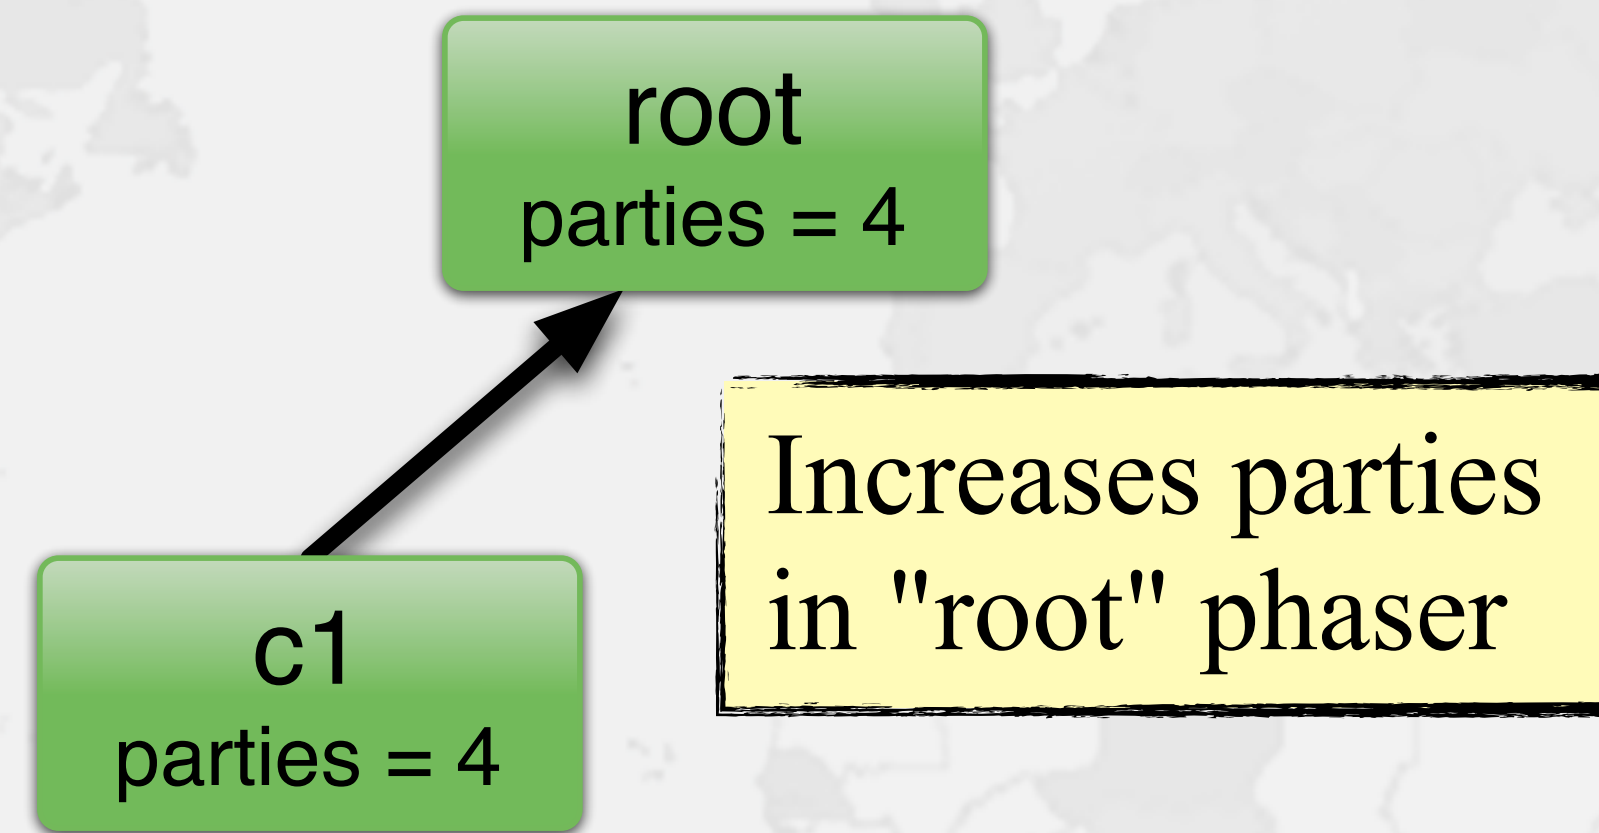 root
parties = 4
Increases parties
in "root" phaser
c1
parties = 4